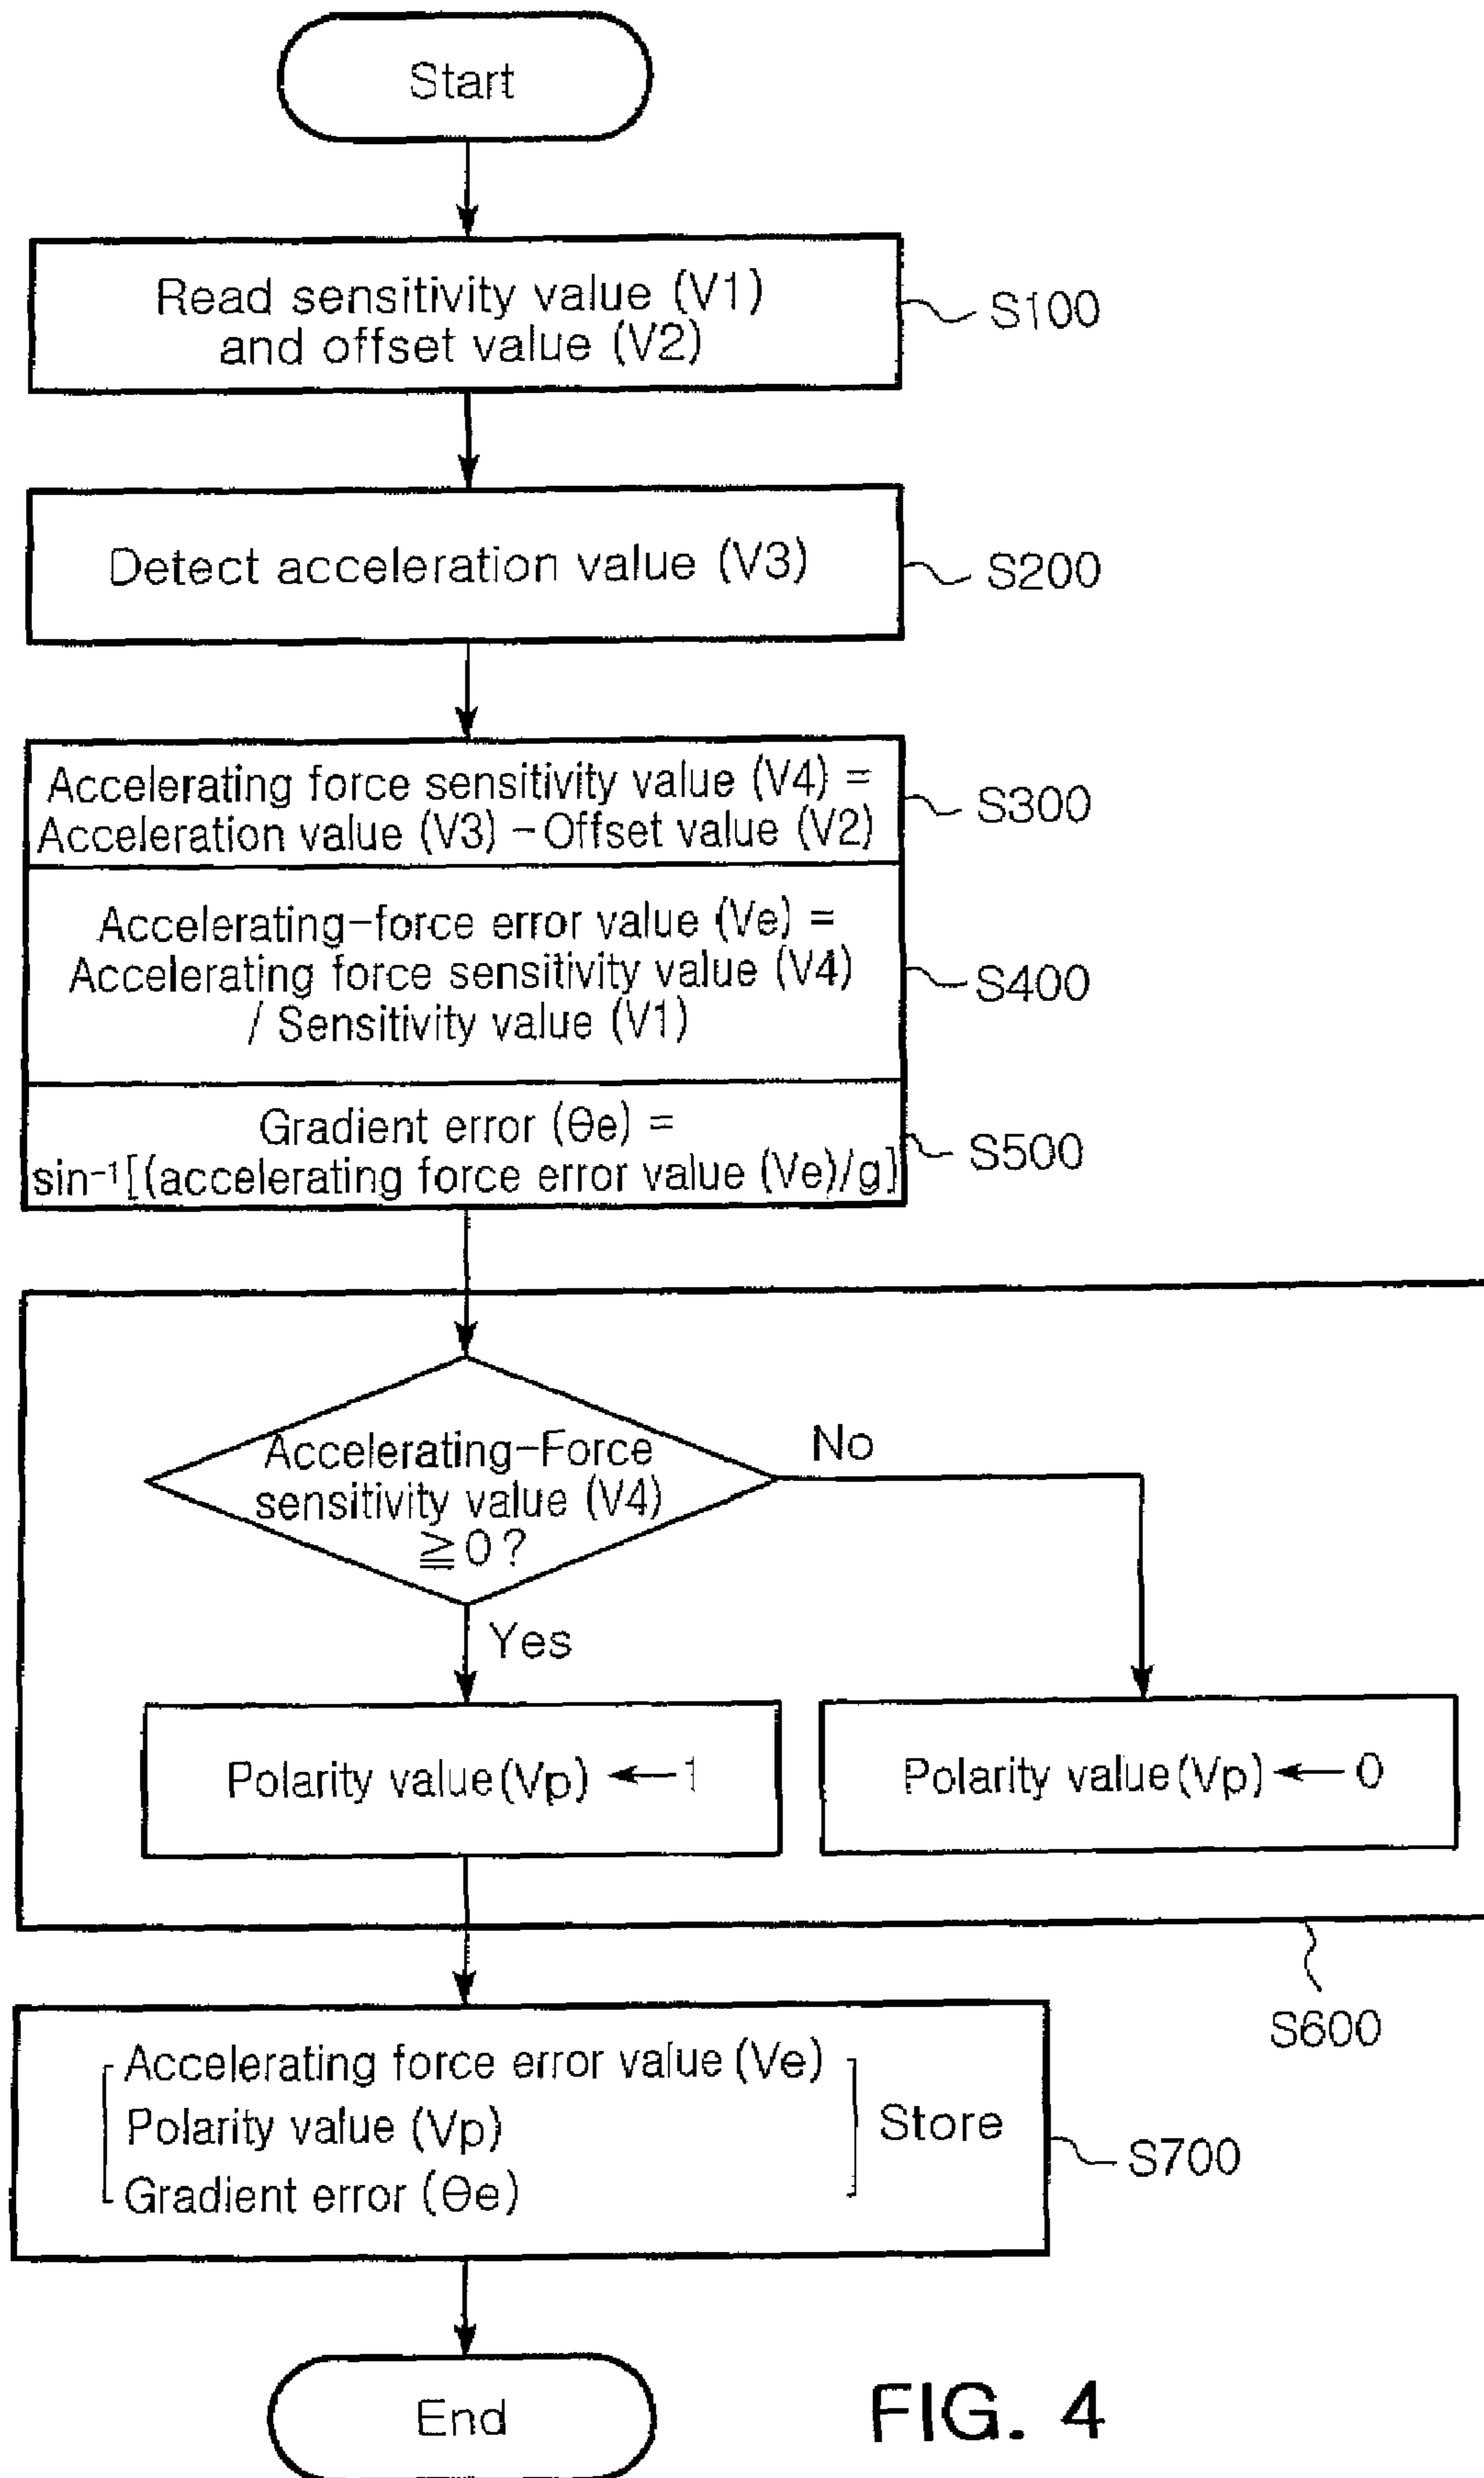 Start
Read sensitivity value (V1)
and offset value (V2)
S100
Detect acceleration value (V3)
S200
Accelerating force sensitivity value (V4) =
Acceleration value (V3) - Offset value (V2)
S300
Accelerating-force error value (Ve) =
Accelerating force sensitivity value (V4)
/ Sensitivity value (V1)
S400
Gradient error (Θe) =
sin⁻¹[(accelerating force error value (Ve)/g]
S500
Accelerating-Force
sensitivity value (V4)
≧0?
No
Yes
Polarity value(Vp) ←1
Polarity value(Vp)←0
S600
Accelerating force error value (Ve)
Polarity value (Vp)
Gradient error (Θe)
Store
S700
End
FIG. 4